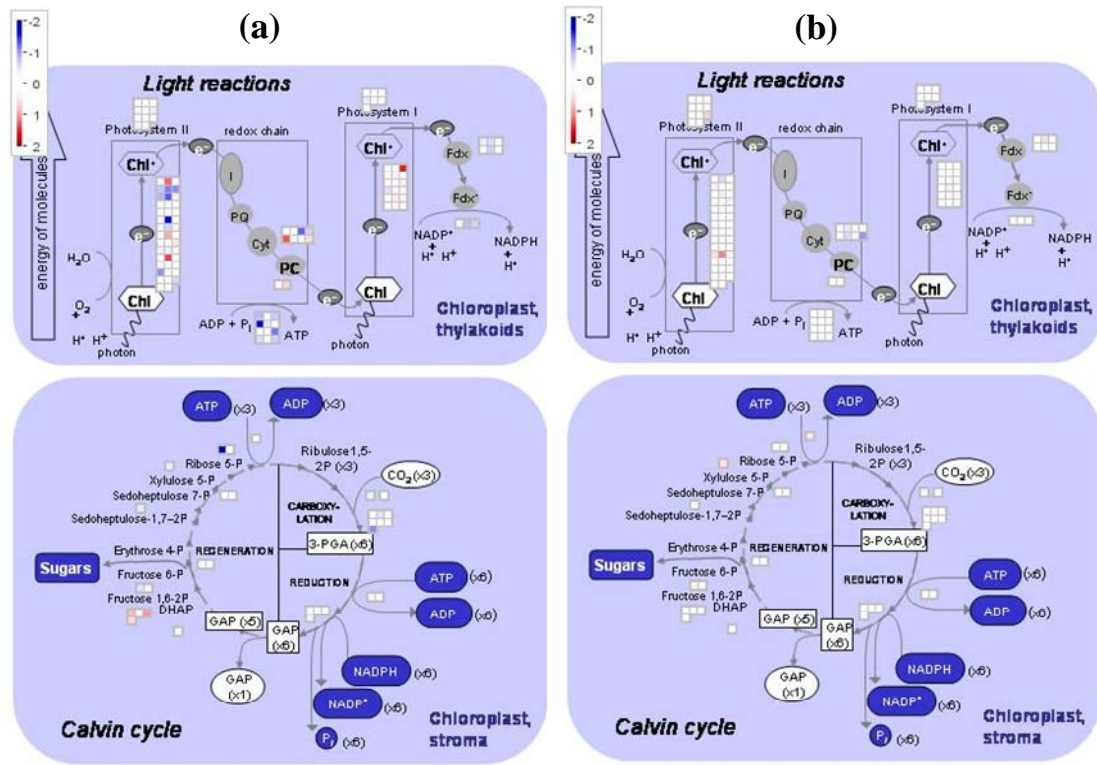 (a)
-2
-1
0
1
2
Light reactions
Photosystem II
redox chain
Photosystem I
energy of molecules
Chl*
e-
I
PQ
Cyt
PC
e-
Chl
H₂O
O₂
+
H⁺ H⁺
photon
ADP + Pi
ATP
e-
photon
Chl*
e-
Chl
e-
Fdx
Fdx-
NADP⁺
+
H⁺ H⁺
NADPH
+
H⁺
Chloroplast,
thylakoids
ATP (x3)
ADP (x3)
Ribose 5-P
Xylulose 5-P
Sedoheptulose 7-P
Sedoheptulose-1,7-2P
Ribulose1,5-
2P (x3)
CO₂ (x3)
CARBOXY-
LATION
3-PGA (x6)
REGENERATION
REDUCTION
Erythrose 4-P
Sugars
Fructose 6-P
Fructose 1,6-2P
DHAP
GAP (x5)
GAP
(x6)
GAP
(x1)
ATP (x6)
ADP (x6)
NADPH (x6)
NADP⁺ (x6)
Pi (x6)
Calvin cycle
Chloroplast,
stroma
(b)
-2
-1
0
1
2
Light reactions
Photosystem II
redox chain
Photosystem I
energy of molecules
Chl*
e-
I
PQ
Cyt
PC
e-
Chl
H₂O
O₂
+
H⁺ H⁺
photon
ADP + Pi
ATP
e-
photon
Chl*
e-
Chl
e-
Fdx
Fdx-
NADP⁺
+
H⁺ H⁺
NADPH
+
H⁺
Chloroplast,
thylakoids
ATP (x3)
ADP (x3)
Ribose 5-P
Xylulose 5-P
Sedoheptulose 7-P
Sedoheptulose-1,7-2P
Ribulose1,5-
2P (x3)
CO₂ (x3)
CARBOXY-
LATION
3-PGA (x6)
REGENERATION
REDUCTION
Erythrose 4-P
Sugars
Fructose 6-P
Fructose 1,6-2P
DHAP
GAP (x5)
GAP
(x6)
GAP
(x1)
ATP (x6)
ADP (x6)
NADPH (x6)
NADP⁺ (x6)
Pi (x6)
Calvin cycle
Chloroplast,
stroma